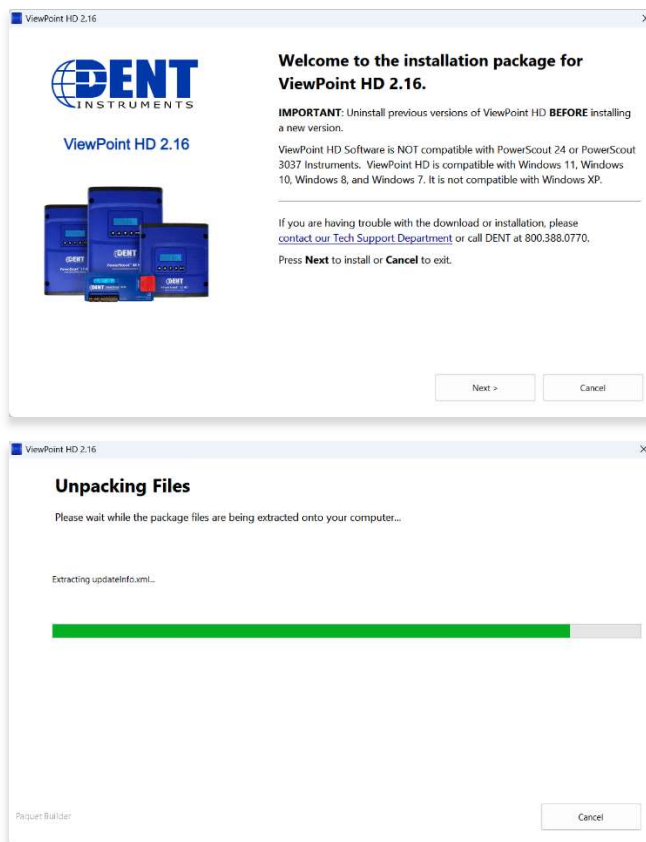 ViewPoint HD 2.16
DENT
INSTRUMENTS
ViewPoint HD 2.16
Welcome to the installation package for
ViewPoint HD 2.16.
IMPORTANT: Uninstall previous versions of ViewPoint HD BEFORE installing
a new version.
ViewPoint HD Software is NOT compatible with PowerScout 24 or PowerScout
3037 Instruments. ViewPoint HD is compatible with Windows 11, Windows
10, Windows 8, and Windows 7. It is not compatible with Windows XP.
If you are having trouble with the download or installation, please
contact our Tech Support Department or call DENT at 800.388.0770.
Press Next to install or Cancel to exit.
DENT
DENT
DENT
DENT
Next >
Cancel
ViewPoint HD 2.16
Unpacking Files
Please wait while the package files are being extracted onto your computer...
Extracting updateInfo.xml...
Paquet Builder
Cancel